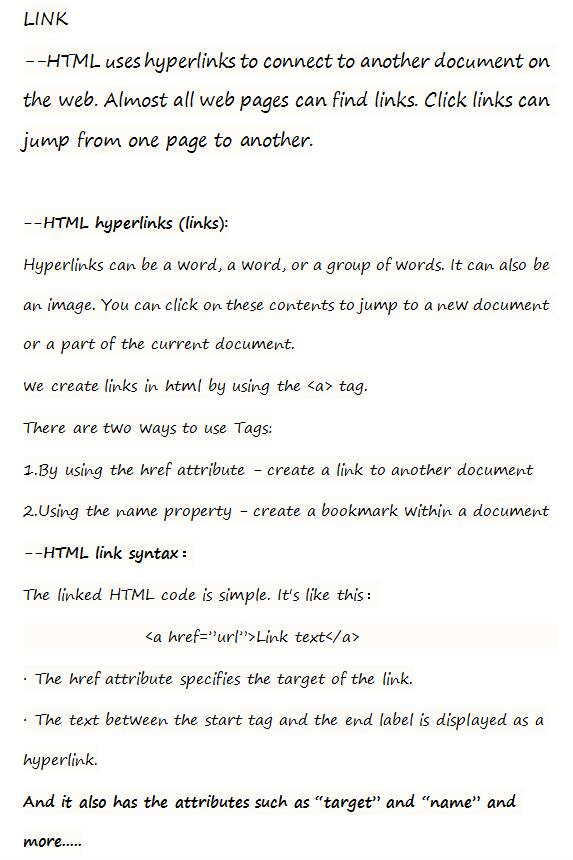 LINK
--HTML uses hyperlinks to connect to another document on
the web. Almost all web pages can find links. Click links can
jump from one page to another.
--HTML hyperlinks (links):
Hyperlinks can be a word, a word, or a group of words. It can also be
an image. You can click on these contents to jump to a new document
or a part of the current document.
We create links in html by using the <a> tag.
There are two ways to use Tags:
1.By using the href attribute - create a link to another document
2.Using the name property - create a bookmark within a document
--HTML link syntax：
The linked HTML code is simple. It's like this：
<a href=”url”>Link text</a>
· The href attribute specifies the target of the link.
· The text between the start tag and the end label is displayed as a
hyperlink.
And it also has the attributes such as “target” and “name” and
more.....